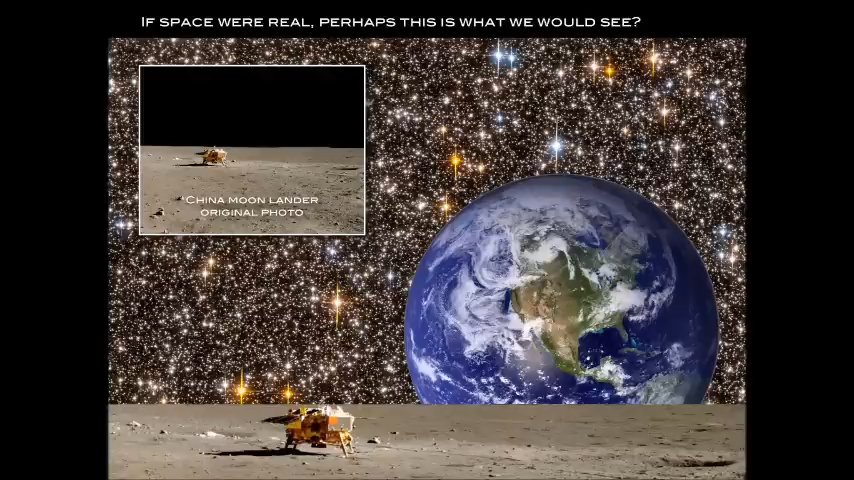 If space were real, perhaps this is what we would see?
*China moon lander
original photo